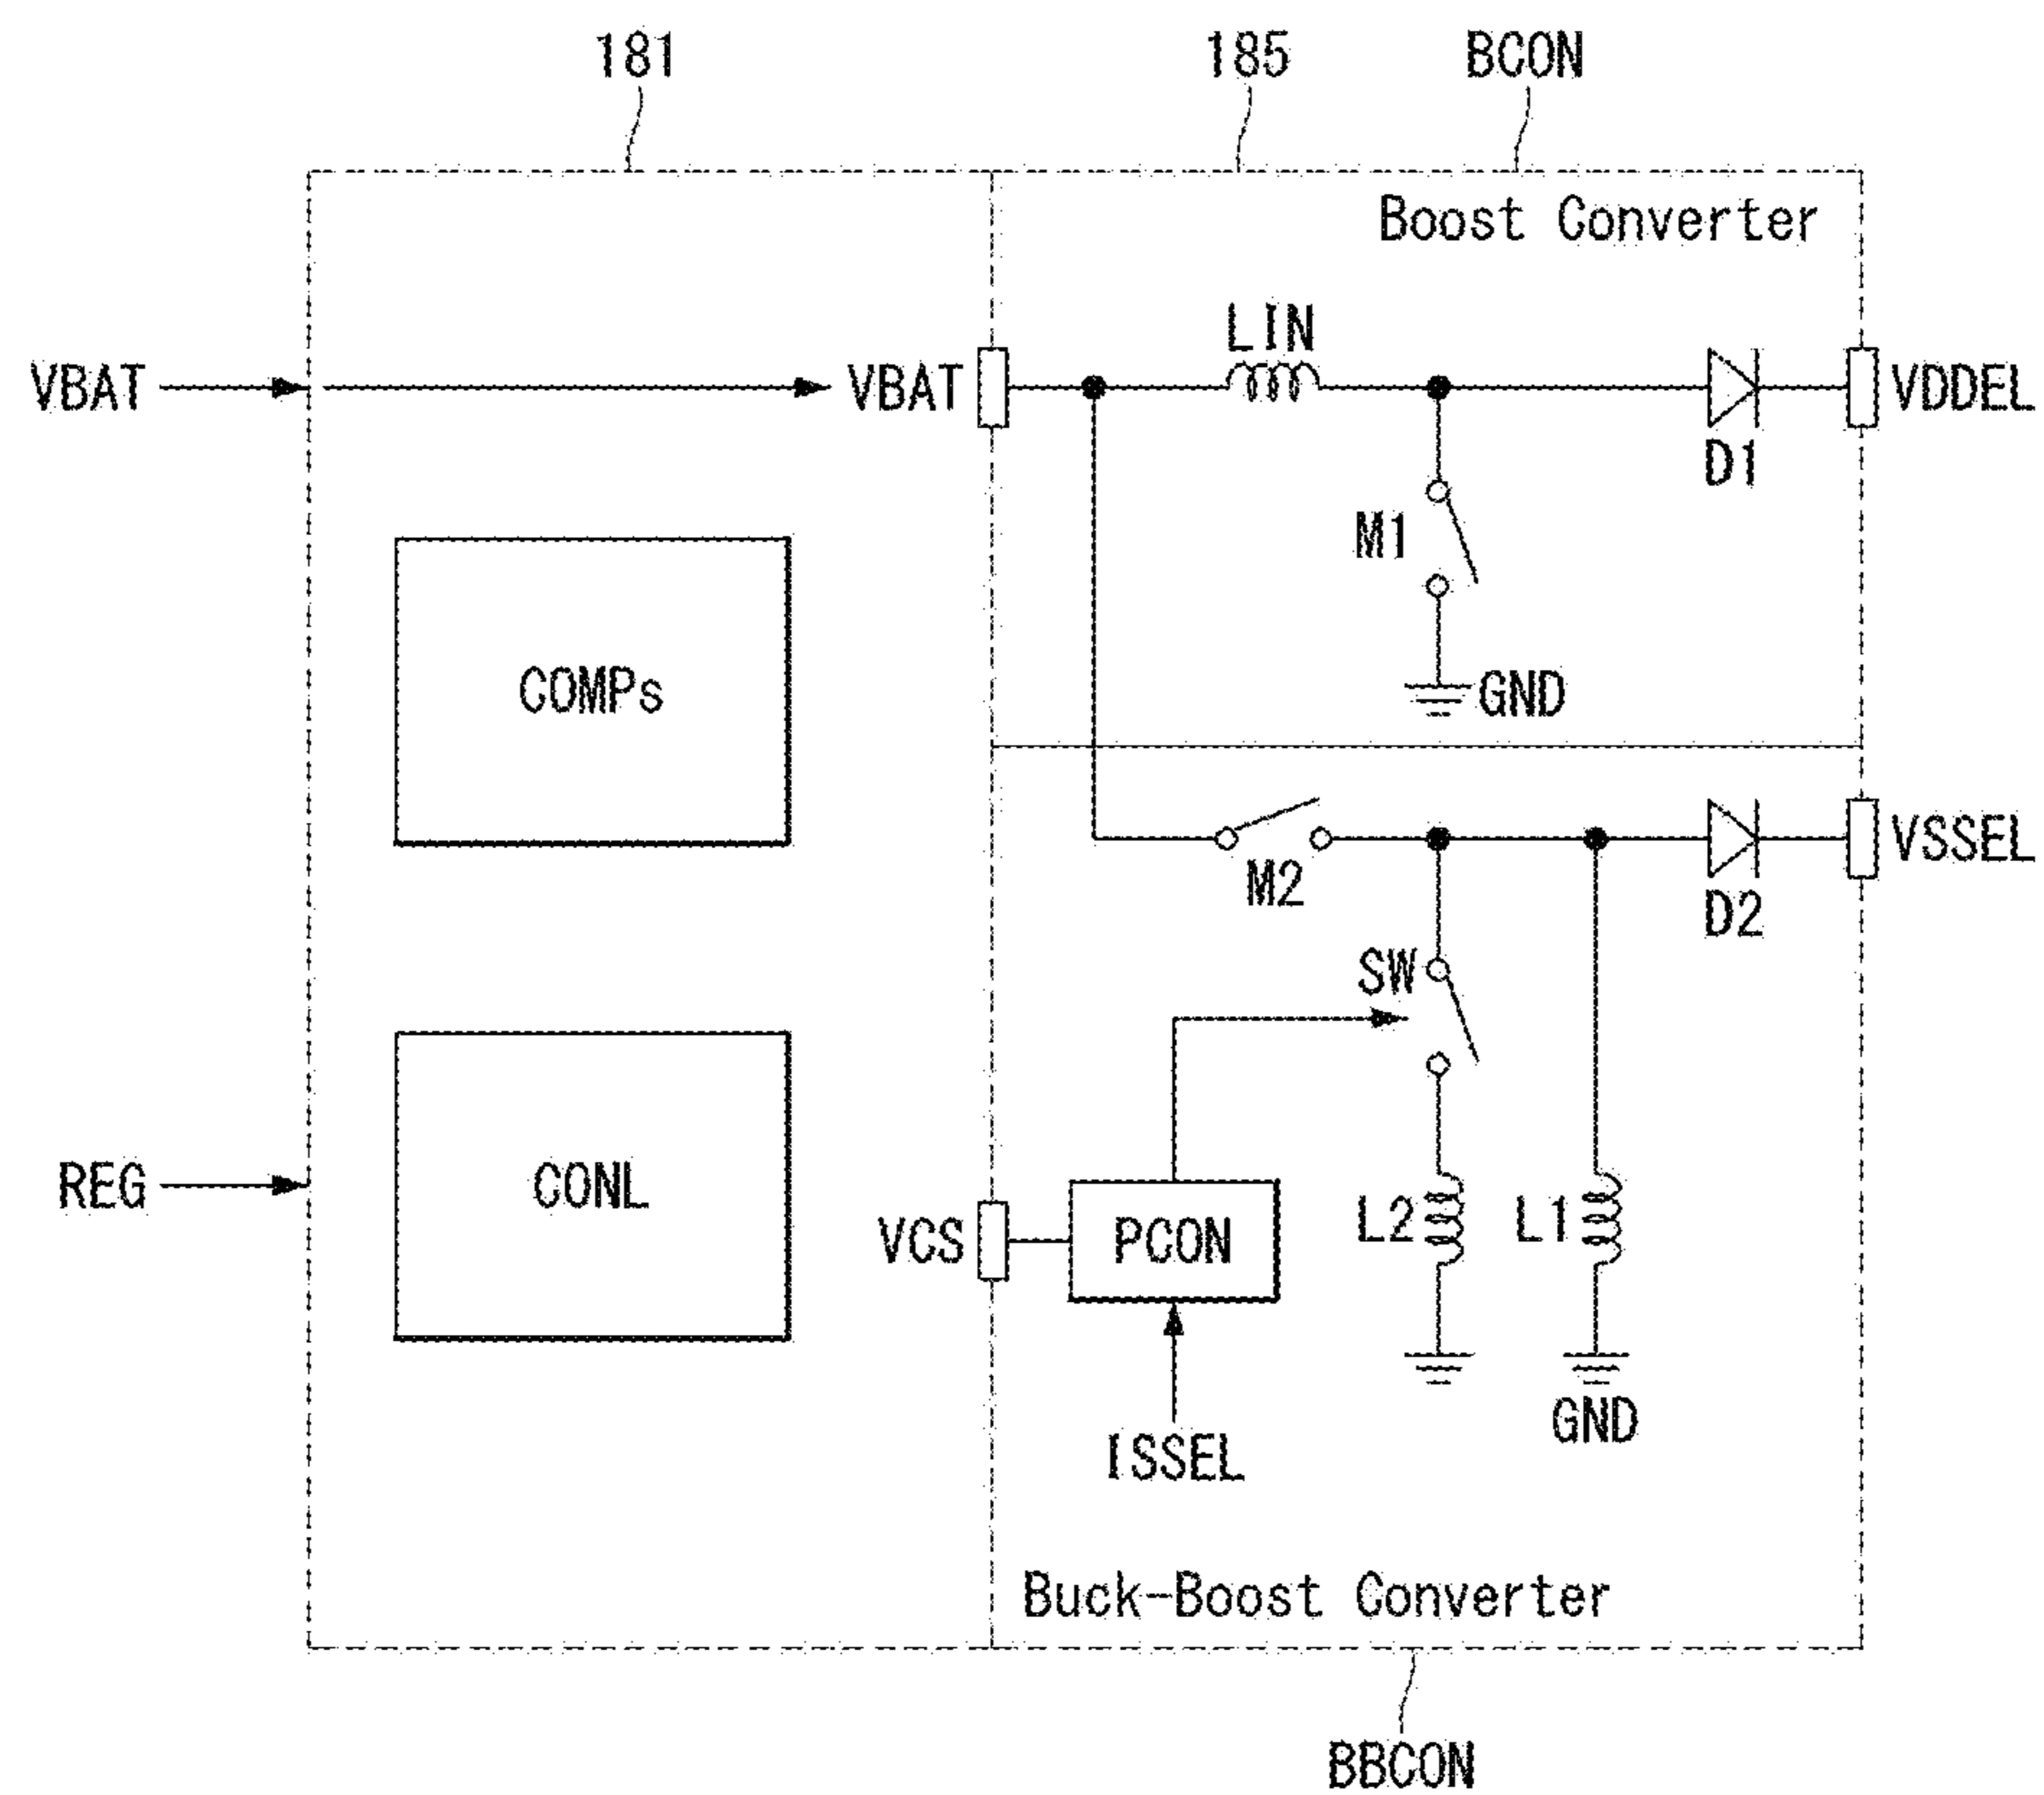 181
185
BCON
Boost Converter
LIN
VBAT
VBAT
VDDEL
D1
M1
COMPs
GND
VSSEL
M2
D2
SW
REG
CONL
VCS
PCON
L2
L1
GND
ISSEL
Buck-Boost Converter
BBCON